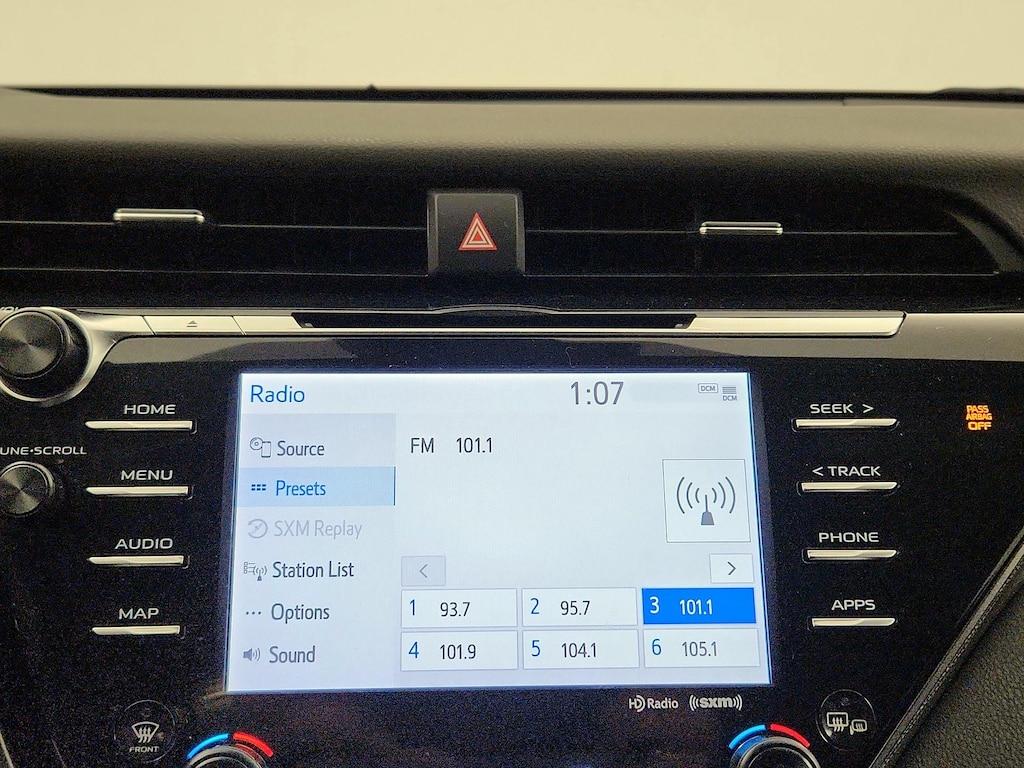 Radio
1:07
DCM
DCM
Source
Presets
SXM Replay
Station List
Options
Sound
FM 101.1
<
>
1 93.7
2 95.7
3 101.1
4 101.9
5 104.1
6 105.1
HOME
UNE•SCROLL
MENU
AUDIO
MAP
SEEK >
< TRACK
PHONE
APPS
PASS
AIRBAG
OFF
HD Radio
((sxm))
FRONT